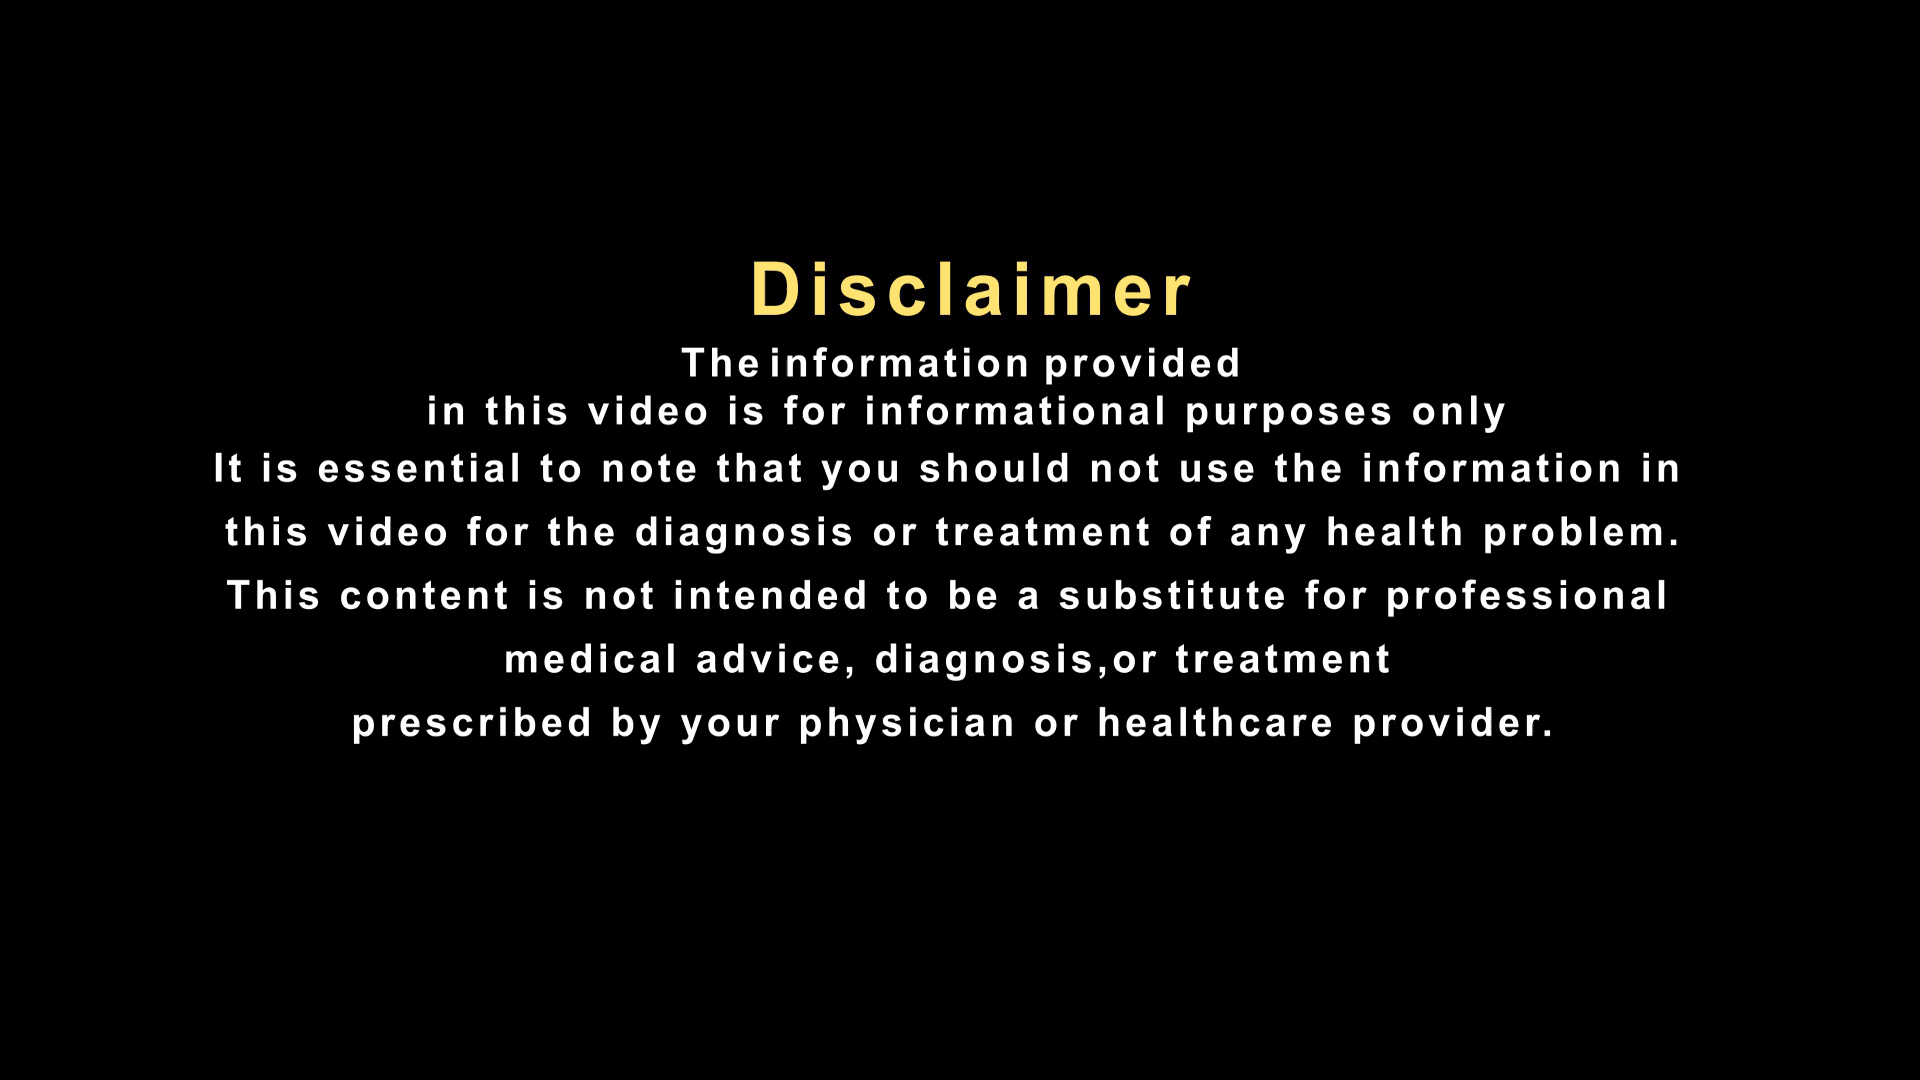 Disclaimer
The information provided
in this video is for informational purposes only
It is essential to note that you should not use the information in
this video for the diagnosis or treatment of any health problem.
This content is not intended to be a substitute for professional
medical advice, diagnosis,or treatment
prescribed by your physician or healthcare provider.